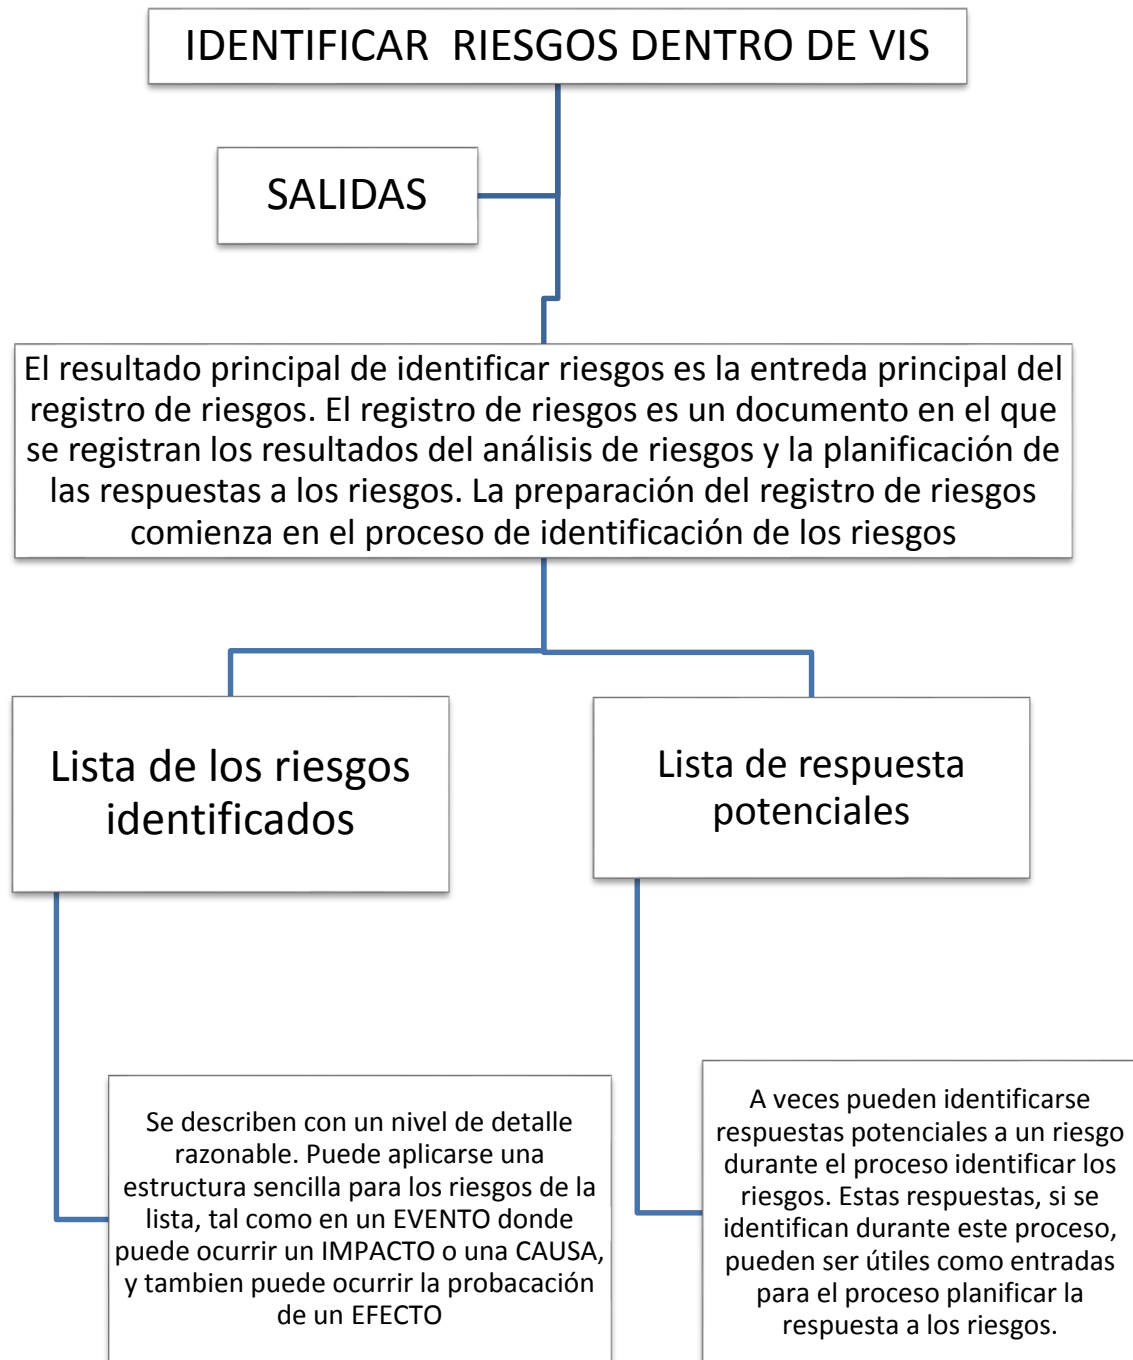 IDENTIFICAR  RIESGOS DENTRO DE VIS
SALIDAS
El resultado principal de identificar riesgos es la entreda principal del
registro de riesgos. El registro de riesgos es un documento en el que
se registran los resultados del análisis de riesgos y la planificación de
las respuestas a los riesgos. La preparación del registro de riesgos
comienza en el proceso de identificación de los riesgos
Lista de los riesgos
identificados
Lista de respuesta
potenciales
Se describen con un nivel de detalle
razonable. Puede aplicarse una
estructura sencilla para los riesgos de la
lista, tal como en un EVENTO donde
puede ocurrir un IMPACTO o una CAUSA,
y tambien puede ocurrir la probacación
de un EFECTO
A veces pueden identificarse
respuestas potenciales a un riesgo
durante el proceso identificar los
riesgos. Estas respuestas, si se
identifican durante este proceso,
pueden ser útiles como entradas
para el proceso planificar la
respuesta a los riesgos.